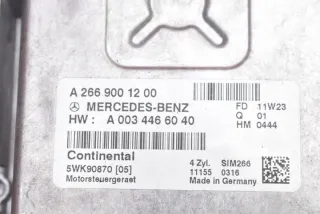 A 266 900 12 00
MERCEDES-BENZ
HW : A 003 446 60 40
FD 11W23
Q 01
HM 0444
Continental
5WK90870 [05]
Motorsteuergeraet
4 Zyl. SIM266
11155 0316
Made in Germany